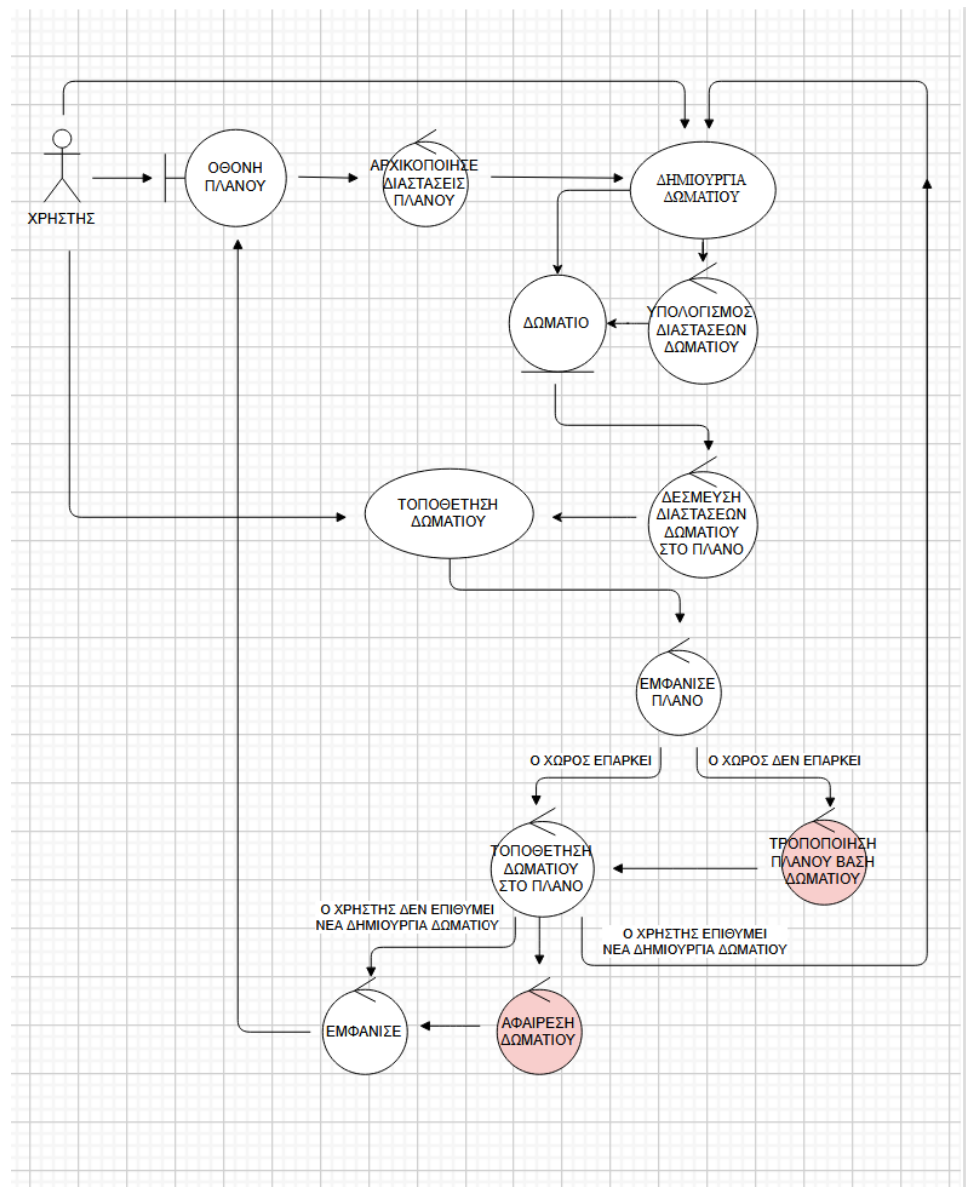 ΧΡΗΣΤΗΣ
ΟΘΟΝΗ
ΠΛΑΝΟΥ
ΑΡΧΙΚΟΠΟΙΗΣΕ
ΔΙΑΣΤΑΣΕΙΣ
ΠΛΑΝΟΥ
ΔΗΜΙΟΥΡΓΙΑ
ΔΩΜΑΤΙΟΥ
ΔΩΜΑΤΙΟ
ΥΠΟΛΟΓΙΣΜΟΣ
ΔΙΑΣΤΑΣΕΩΝ
ΔΩΜΑΤΙΟΥ
ΤΟΠΟΘΕΤΗΣΗ
ΔΩΜΑΤΙΟΥ
ΔΕΣΜΕΥΣΗ
ΔΙΑΣΤΑΣΕΩΝ
ΔΩΜΑΤΙΟΥ
ΣΤΟ ΠΛΑΝΟ
ΕΜΦΑΝΙΣΕ
ΠΛΑΝΟ
Ο ΧΩΡΟΣ ΕΠΑΡΚΕΙ
Ο ΧΩΡΟΣ ΔΕΝ ΕΠΑΡΚΕΙ
ΤΟΠΟΘΕΤΗΣΗ
ΔΩΜΑΤΙΟΥ
ΣΤΟ ΠΛΑΝΟ
ΤΡΟΠΟΠΟΙΗΣΗ
ΠΛΑΝΟΥ ΒΑΣΗ
ΔΩΜΑΤΙΟΥ
Ο ΧΡΗΣΤΗΣ ΔΕΝ ΕΠΙΘΥΜΕΙ
ΝΕΑ ΔΗΜΙΟΥΡΓΙΑ ΔΩΜΑΤΙΟΥ
Ο ΧΡΗΣΤΗΣ ΕΠΙΘΥΜΕΙ
ΝΕΑ ΔΗΜΙΟΥΡΓΙΑ ΔΩΜΑΤΙΟΥ
ΕΜΦΑΝΙΣΕ
ΑΦΑΙΡΕΣΗ
ΔΩΜΑΤΙΟΥ